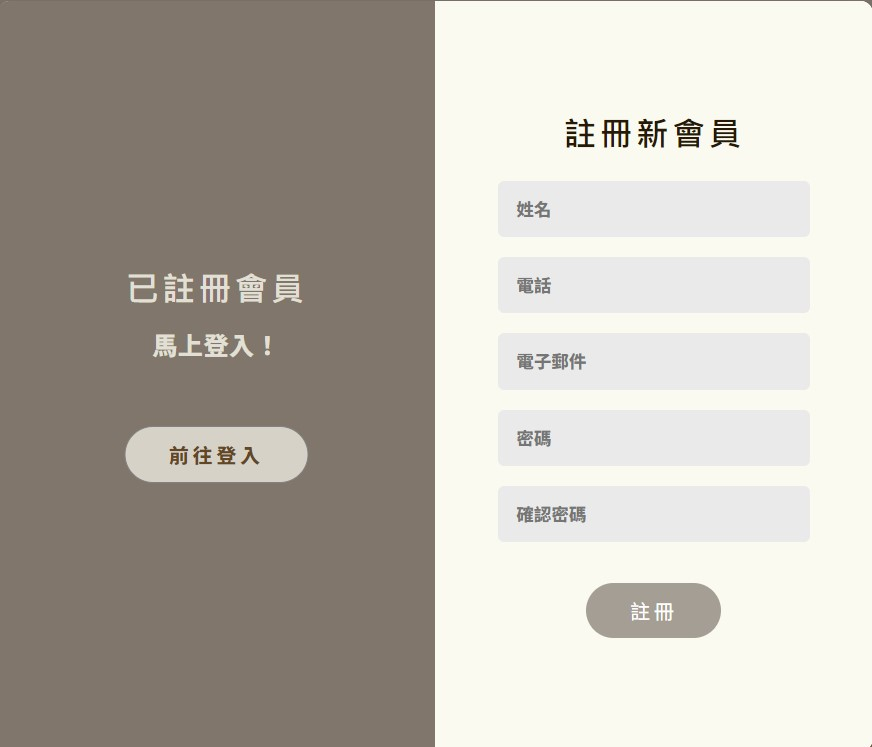 已註冊會員
馬上登入！
前往登入
註冊新會員
姓名
電話
電子郵件
密碼
確認密碼
註冊